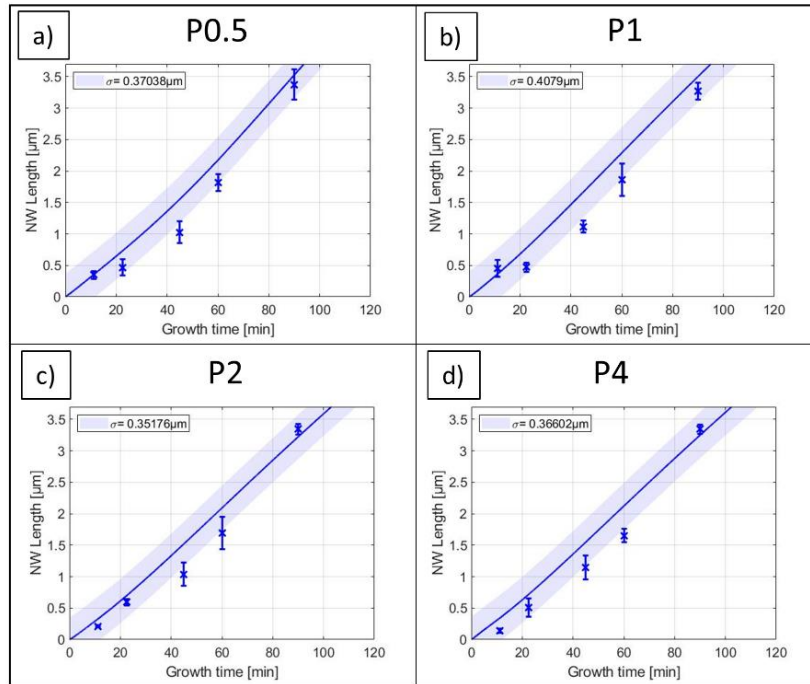 a)
P0.5
σ= 0.37038μm
3.5
3
2.5
2
1.5
1
0.5
0
NW Length [μm]
0 20 40 60 80 100 120
Growth time [min]
b)
P1
σ= 0.4079μm
3.5
3
2.5
2
1.5
1
0.5
0
NW Length [μm]
0 20 40 60 80 100 120
Growth time [min]
c)
P2
σ= 0.35176μm
3.5
3
2.5
2
1.5
1
0.5
0
NW Length [μm]
0 20 40 60 80 100 120
Growth time [min]
d)
P4
σ= 0.36602μm
3.5
3
2.5
2
1.5
1
0.5
0
NW Length [μm]
0 20 40 60 80 100 120
Growth time [min]